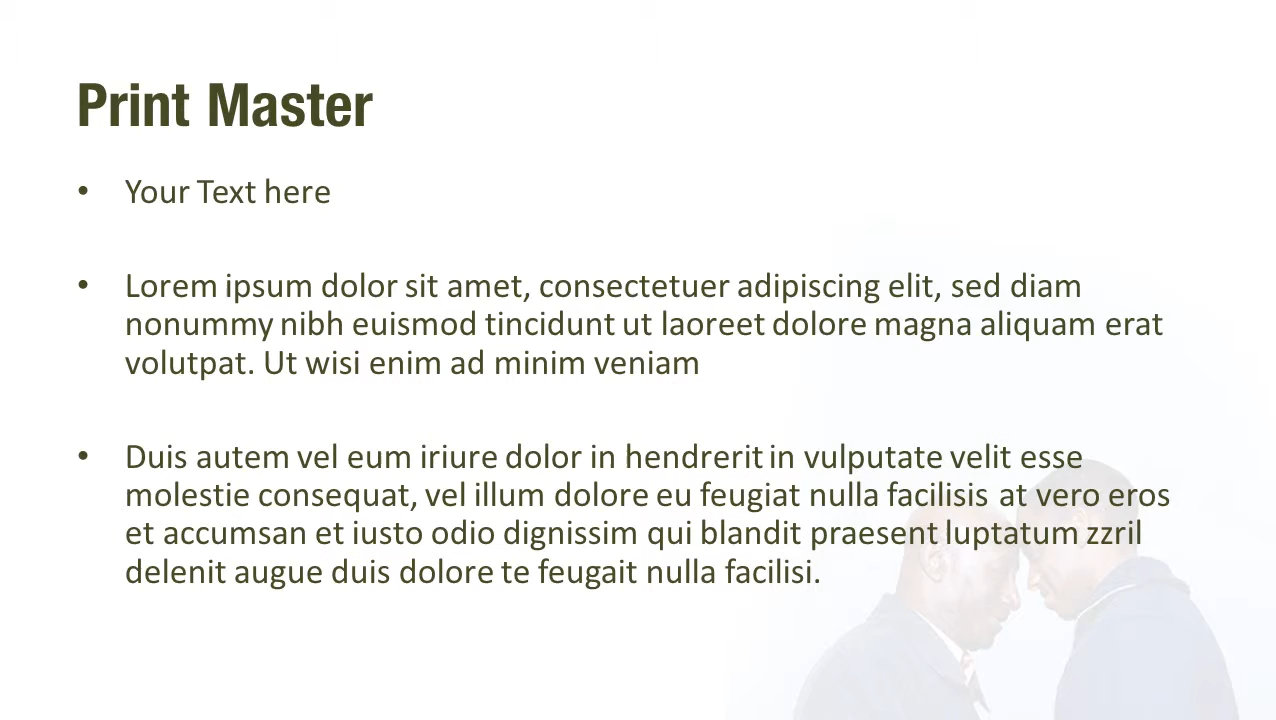 Print Master
• Your Text here
• Lorem ipsum dolor sit amet, consectetuer adipiscing elit, sed diam
nonummy nibh euismod tincidunt ut laoreet dolore magna aliquam erat
volutpat. Ut wisi enim ad minim veniam
• Duis autem vel eum iriure dolor in hendrerit in vulputate velit esse
molestie consequat, vel illum dolore eu feugiat nulla facilisis at vero eros
et accumsan et iusto odio dignissim qui blandit praesent luptatum zzril
delenit augue duis dolore te feugait nulla facilisi.